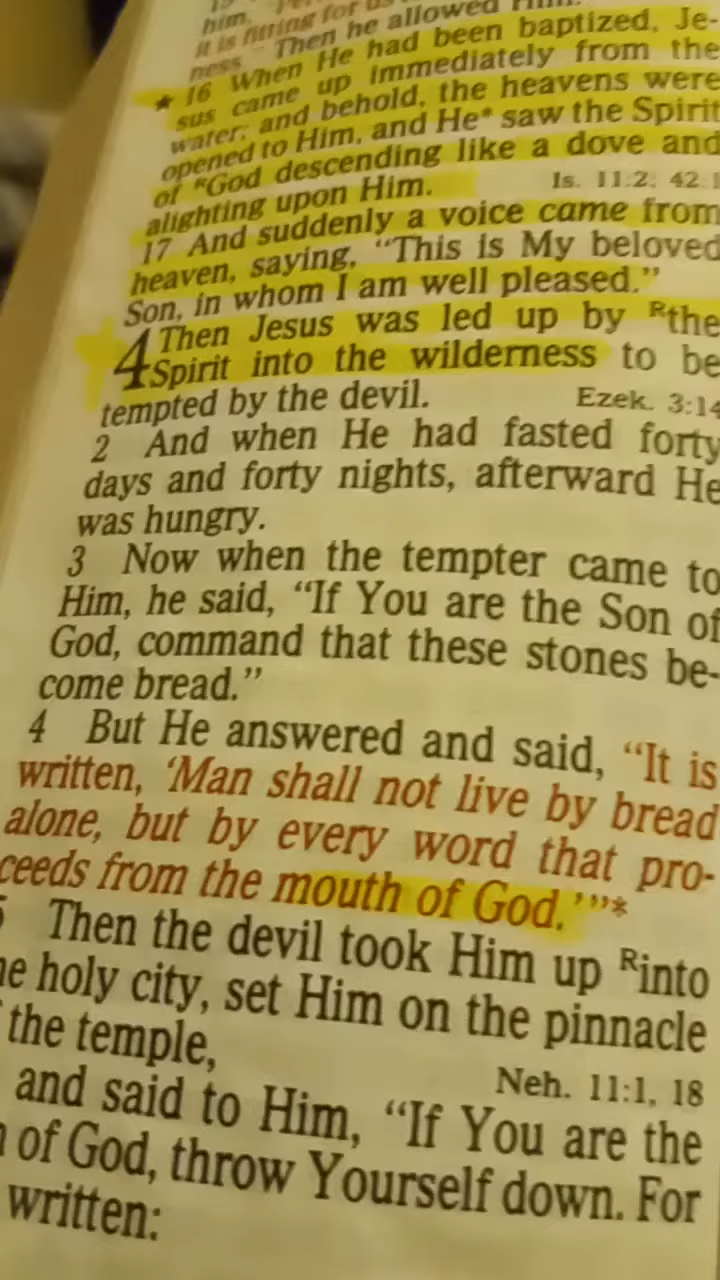 him.
it is fitting for us
ness." Then he allowed Him.
★ 16 When He had been baptized, Je-
sus came up immediately from the
water; and behold, the heavens were
opened to Him, and He* saw the Spirit
of *God descending like a dove and
alighting upon Him. Is. 11:2; 42:1
17 And suddenly a voice came from
heaven, saying, "This is My beloved
Son, in whom I am well pleased."
4 Then Jesus was led up by ᴿthe
Spirit into the wilderness to be
tempted by the devil. Ezek. 3:14
2 And when He had fasted forty
days and forty nights, afterward He
was hungry.
3 Now when the tempter came to
Him, he said, "If You are the Son of
God, command that these stones be-
come bread."
4 But He answered and said, "It is
written, 'Man shall not live by bread
alone, but by every word that pro-
ceeds from the mouth of God.'"*
5 Then the devil took Him up ᴿinto
he holy city, set Him on the pinnacle
the temple, Neh. 11:1, 18
and said to Him, "If You are the
n of God, throw Yourself down. For
written: